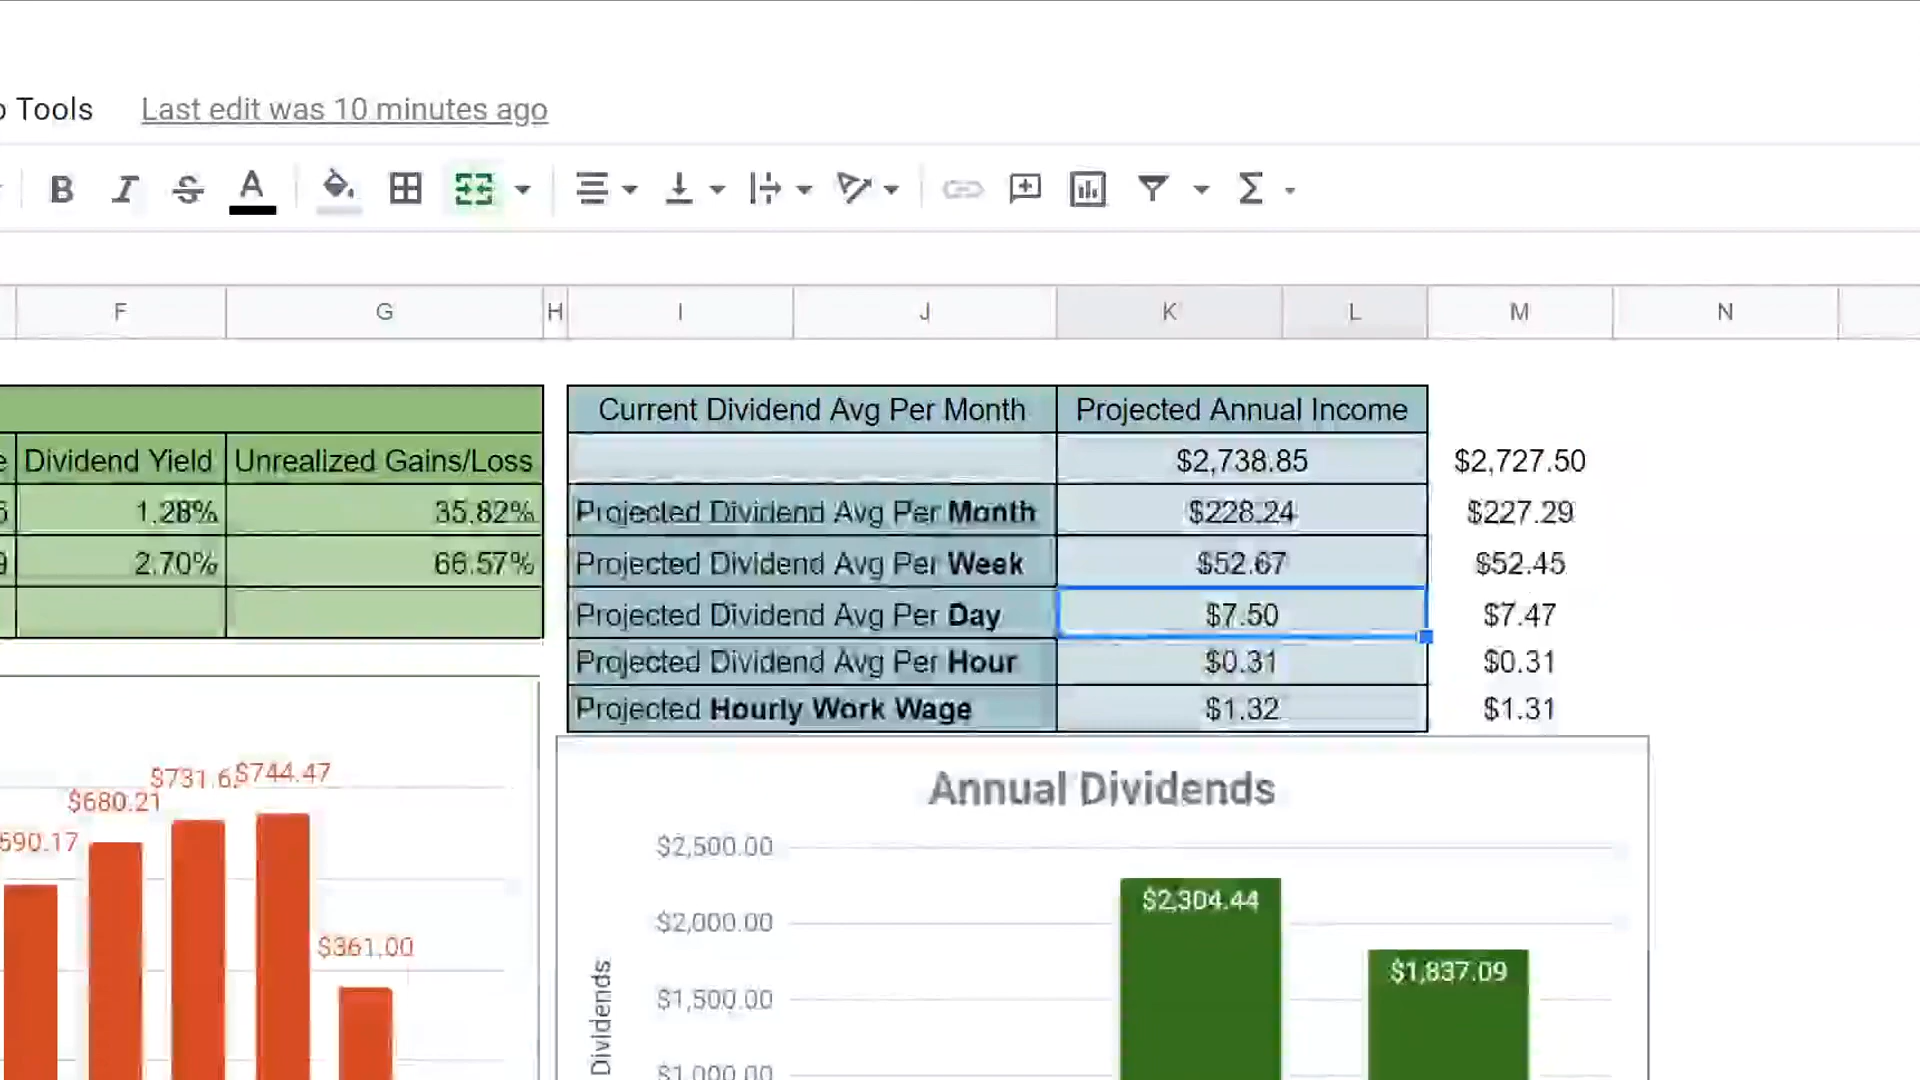 Tools
Last edit was 10 minutes ago
B I S A
F G H I J K L M N
Current Dividend Avg Per Month Projected Annual Income
Dividend Yield Unrealized Gains/Loss $2,738.85 $2,727.50
1.28% 35.82% Projected Dividend Avg Per Month $228.24 $227.29
2.70% 66.57% Projected Dividend Avg Per Week $52.67 $52.45
Projected Dividend Avg Per Day $7.50 $7.47
Projected Dividend Avg Per Hour $0.31 $0.31
Projected Hourly Work Wage $1.32 $1.31
590.17
$680.21
$731.6
$744.47
$361.00
Annual Dividends
$2,500.00
$2,000.00
$1,500.00
$1,000.00
Dividends
$2,304.44
$1,837.09